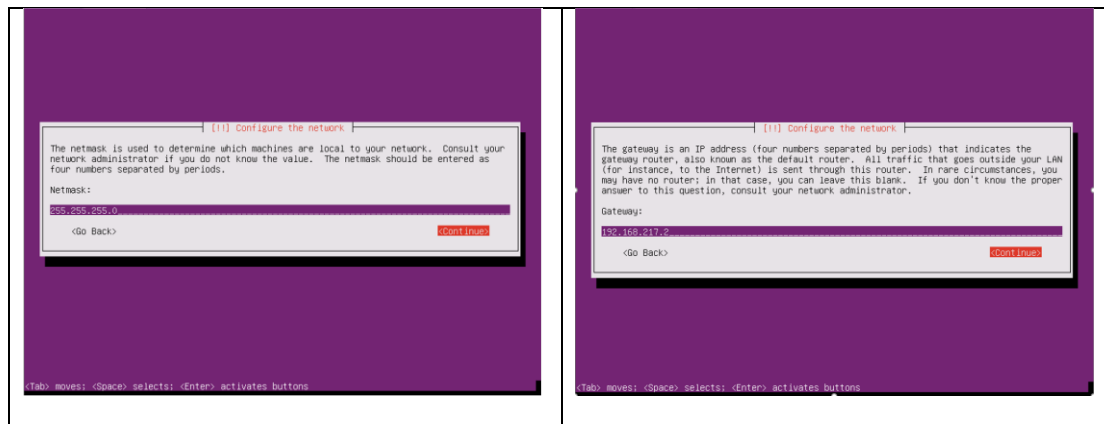 [!!] Configure the network
The netmask is used to determine which machines are local to your network.  Consult your
network administrator if you do not know the value.  The netmask should be entered as
four numbers separated by periods.
Netmask:
255.255.255.0
<Go Back>
<Continue>
<Tab> moves; <Space> selects; <Enter> activates buttons
[!!] Configure the network
The gateway is an IP address (four numbers separated by periods) that indicates the
gateway router, also known as the default router.  All traffic that goes outside your LAN
(for instance, to the Internet) is sent through this router.  In rare circumstances, you
may have no router; in that case, you can leave this blank.  If you don't know the proper
answer to this question, consult your network administrator.
Gateway:
192.168.217.2
<Go Back>
<Continue>
<Tab> moves; <Space> selects; <Enter> activates buttons